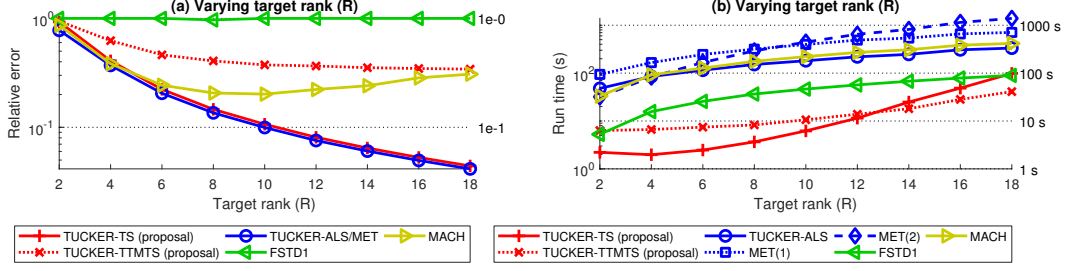 (a) Varying target rank (R)
10^0
10^-1
1e-0
1e-1
Relative error
2 4 6 8 10 12 14 16 18
Target rank (R)
TUCKER-TS (proposal) TUCKER-ALS/MET MACH
TUCKER-TTMTS (proposal) FSTD1
(b) Varying target rank (R)
10^2
10^0
1000 s
100 s
10 s
1 s
Run time (s)
2 4 6 8 10 12 14 16 18
Target rank (R)
TUCKER-TS (proposal) TUCKER-ALS MET(2) MACH
TUCKER-TTMTS (proposal) MET(1) FSTD1